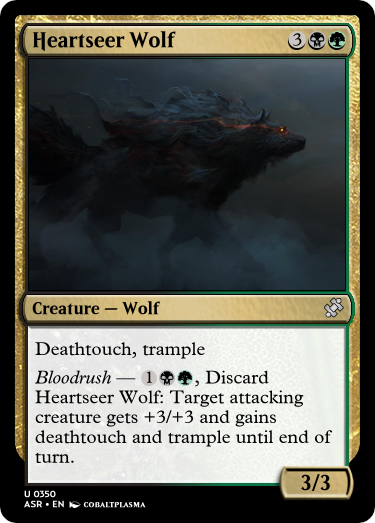 Heartseer Wolf 3
Creature — Wolf
Deathtouch, trample
Bloodrush — 1, Discard
Heartseer Wolf: Target attacking
creature gets +3/+3 and gains
deathtouch and trample until end of
turn.
3/3
U 0350
ASR • EN COBALTPLASMA